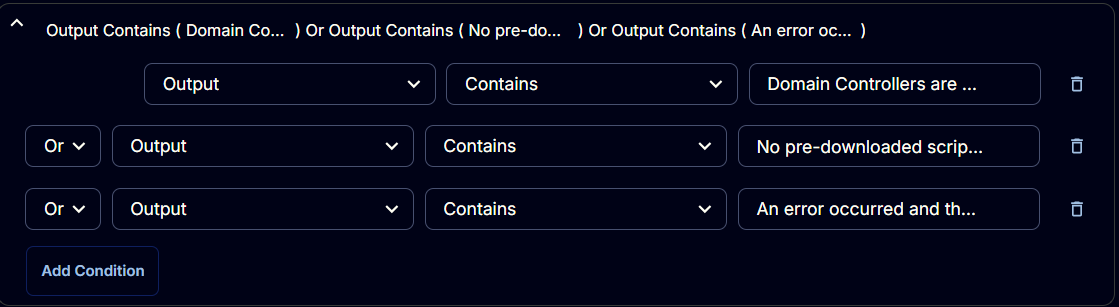 Output Contains ( Domain Co... ) Or Output Contains ( No pre-do... ) Or Output Contains ( An error oc... )
Output Contains Domain Controllers are ...
Or Output Contains No pre-downloaded scrip...
Or Output Contains An error occurred and th...
Add Condition